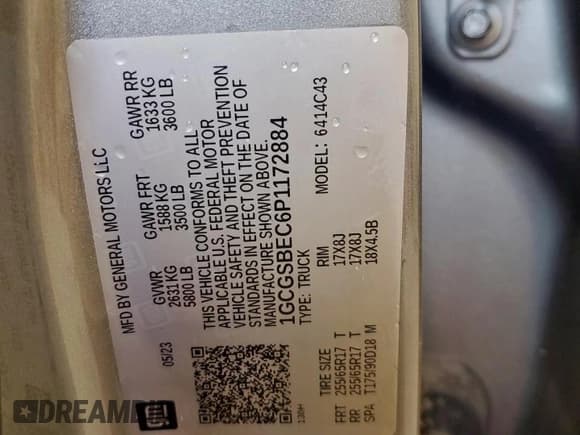 MFD BY GENERAL MOTORS LLC
05/23
GVWR GAWR FRT GAWR RR
2631 KG 1588 KG 1633 KG
5800 LB 3500 LB 3600 LB
THIS VEHICLE CONFORMS TO ALL
APPLICABLE U.S. FEDERAL MOTOR
VEHICLE SAFETY AND THEFT PREVENTION
STANDARDS IN EFFECT ON THE DATE OF
MANUFACTURE SHOWN ABOVE.
1GCGSBEC6P1172884
TYPE: TRUCK 6414C43
TIRE SIZE RIM
FRT 255/65R17 T 17X8J
RR 255/65R17 T 17X8J
SPA T175/90D18 M 18X4.5B
gm
DREAMBID.COM